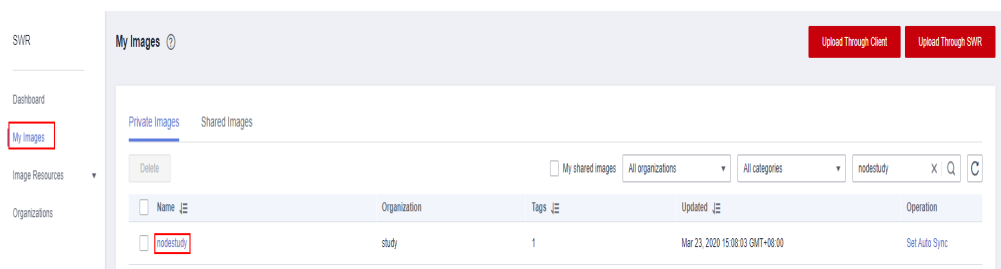 SWR
Dashboard
My Images
Image Resources
Organizations
My Images
Upload Through Client
Upload Through SWR
Private Images Shared Images
Delete My shared images All organizations All categories nodestudy
Name Organization Tags Updated Operation
nodestudy study 1 Mar 23, 2020 15:08:03 GMT+08:00 Set Auto Sync